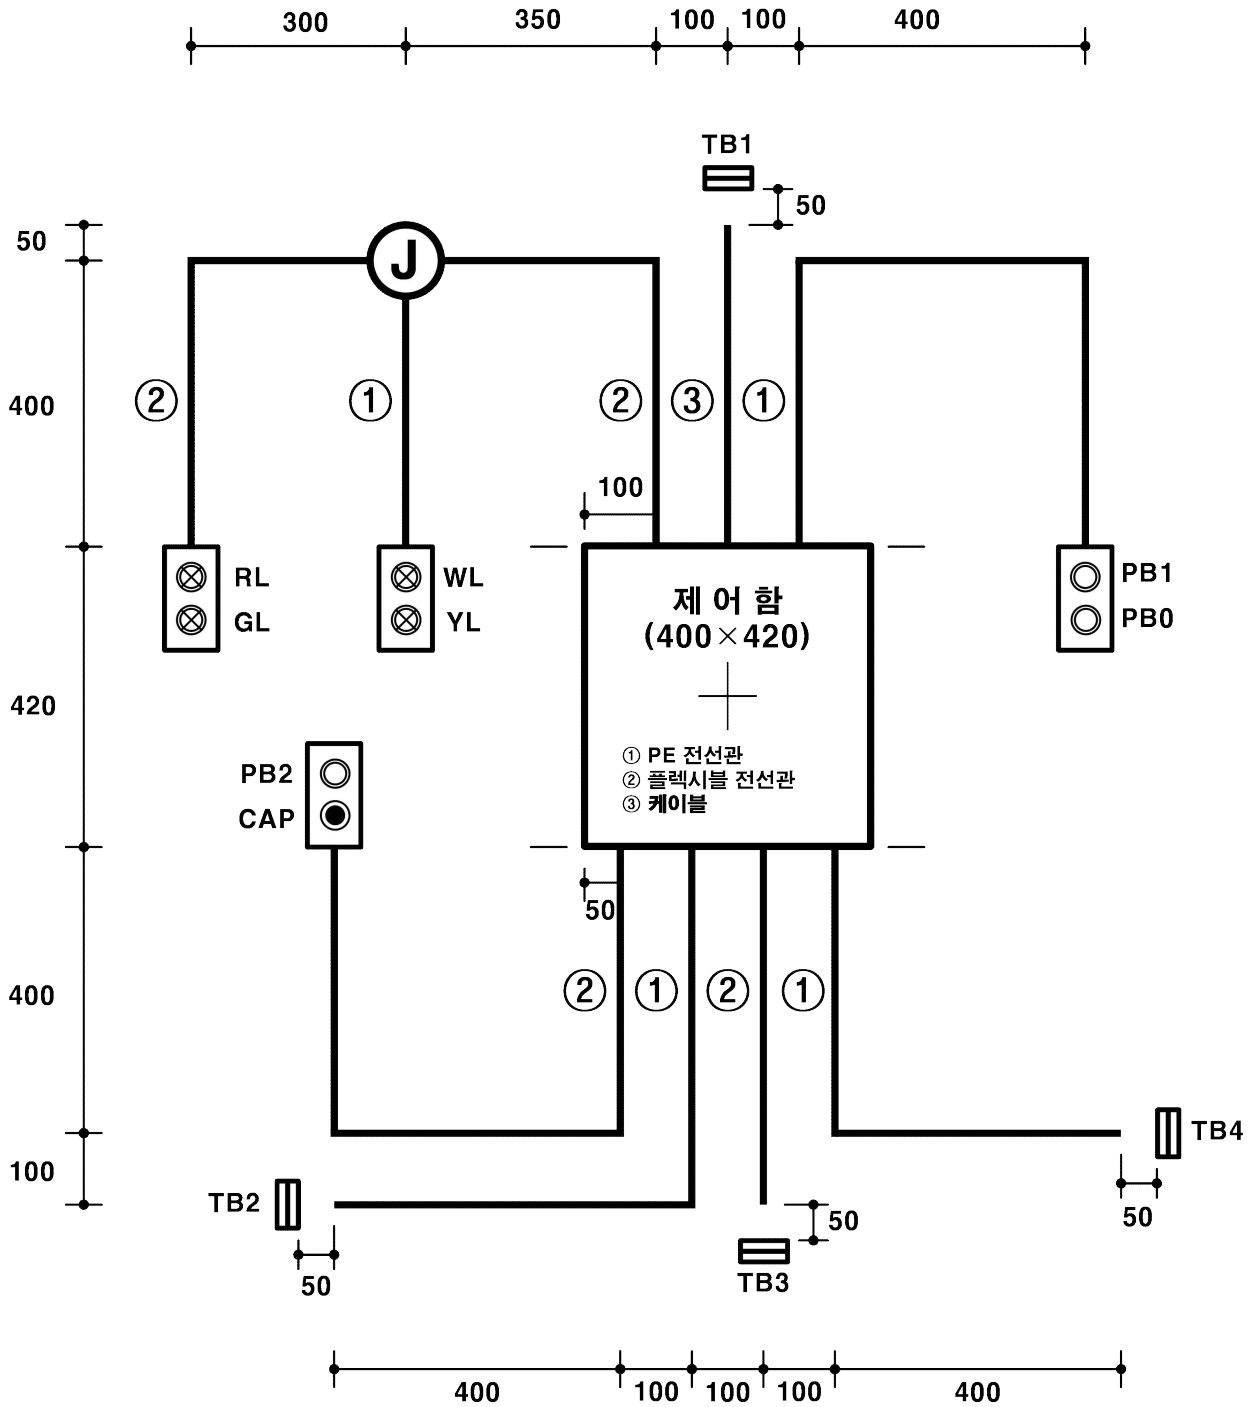 300 350 100 100 400
TB1
50
50
J
400
② ① ② ③ ①
100
RL
GL
WL
YL
제어함
(400×420)
PB1
PB0
420
① PE 전선관
② 플렉시블 전선관
③ 케이블
PB2
CAP
50
400
② ① ② ①
TB4
100
TB2
50
50
50
TB3
400 100 100 100 400